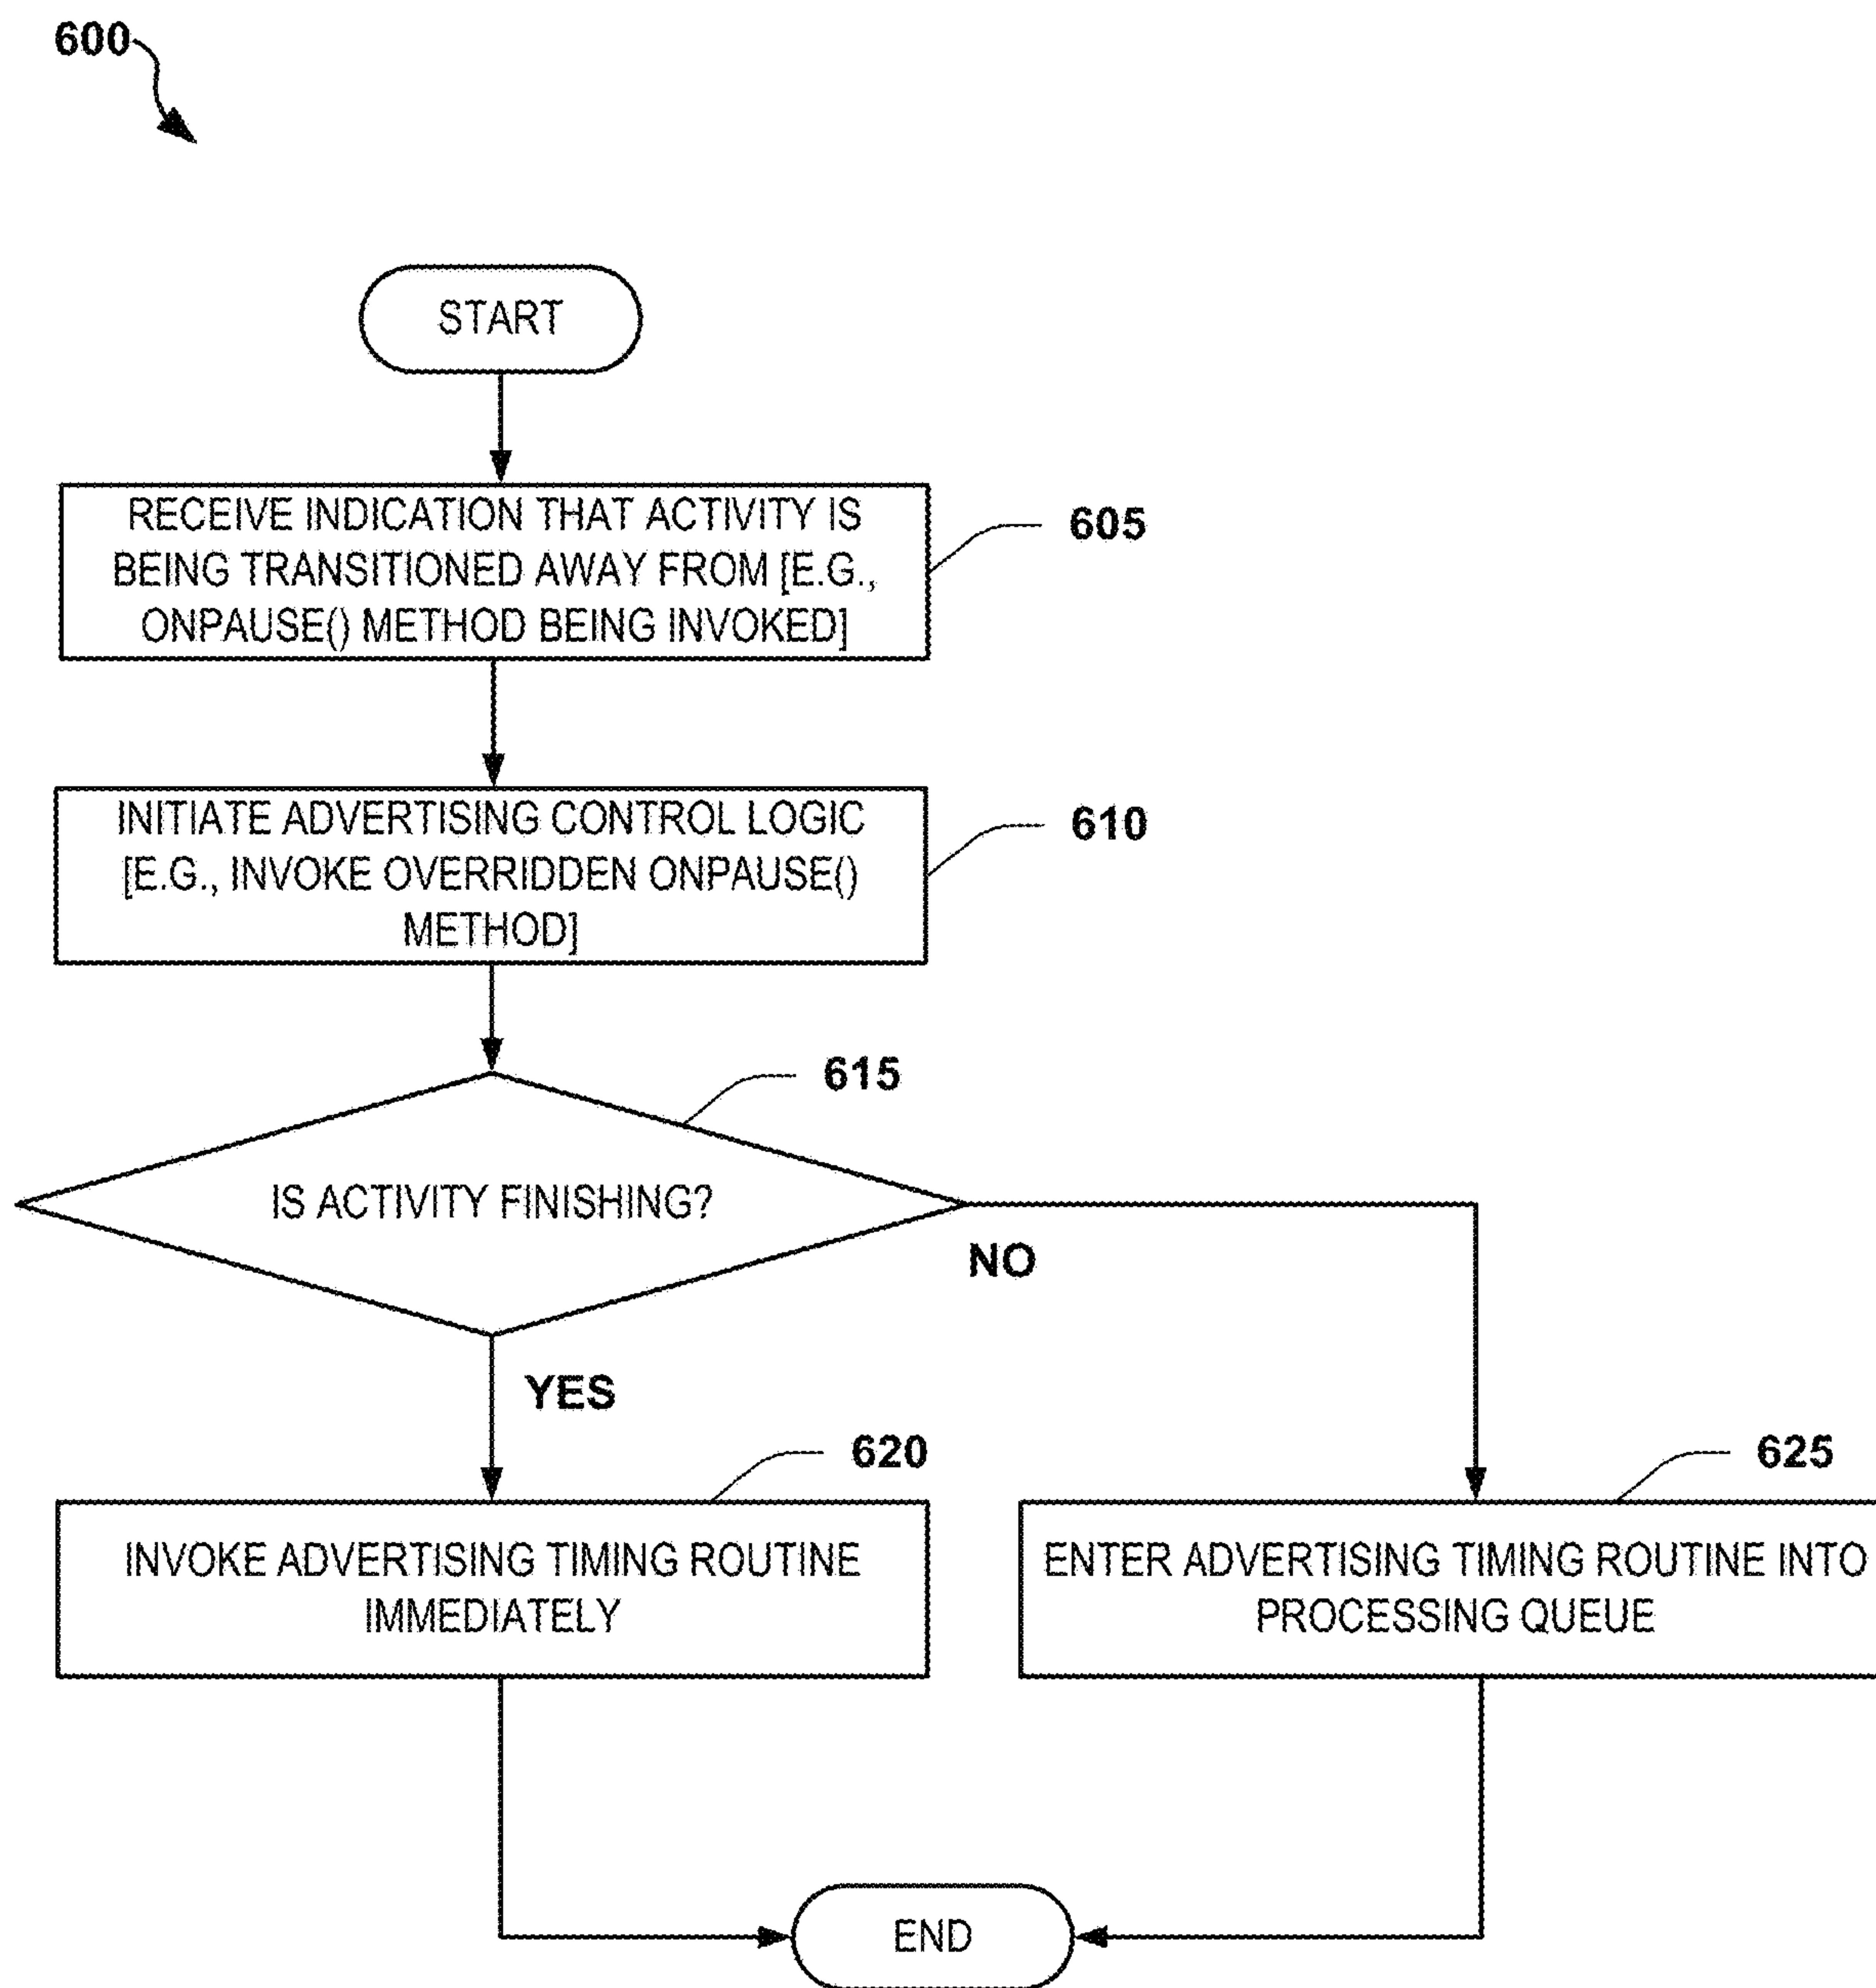 600
START
RECEIVE INDICATION THAT ACTIVITY IS
BEING TRANSITIONED AWAY FROM [E.G.,
ONPAUSE() METHOD BEING INVOKED]
605
INITIATE ADVERTISING CONTROL LOGIC
[E.G., INVOKE OVERRIDDEN ONPAUSE()
METHOD]
610
615
IS ACTIVITY FINISHING?
NO
YES
620
625
INVOKE ADVERTISING TIMING ROUTINE
IMMEDIATELY
ENTER ADVERTISING TIMING ROUTINE INTO
PROCESSING QUEUE
END